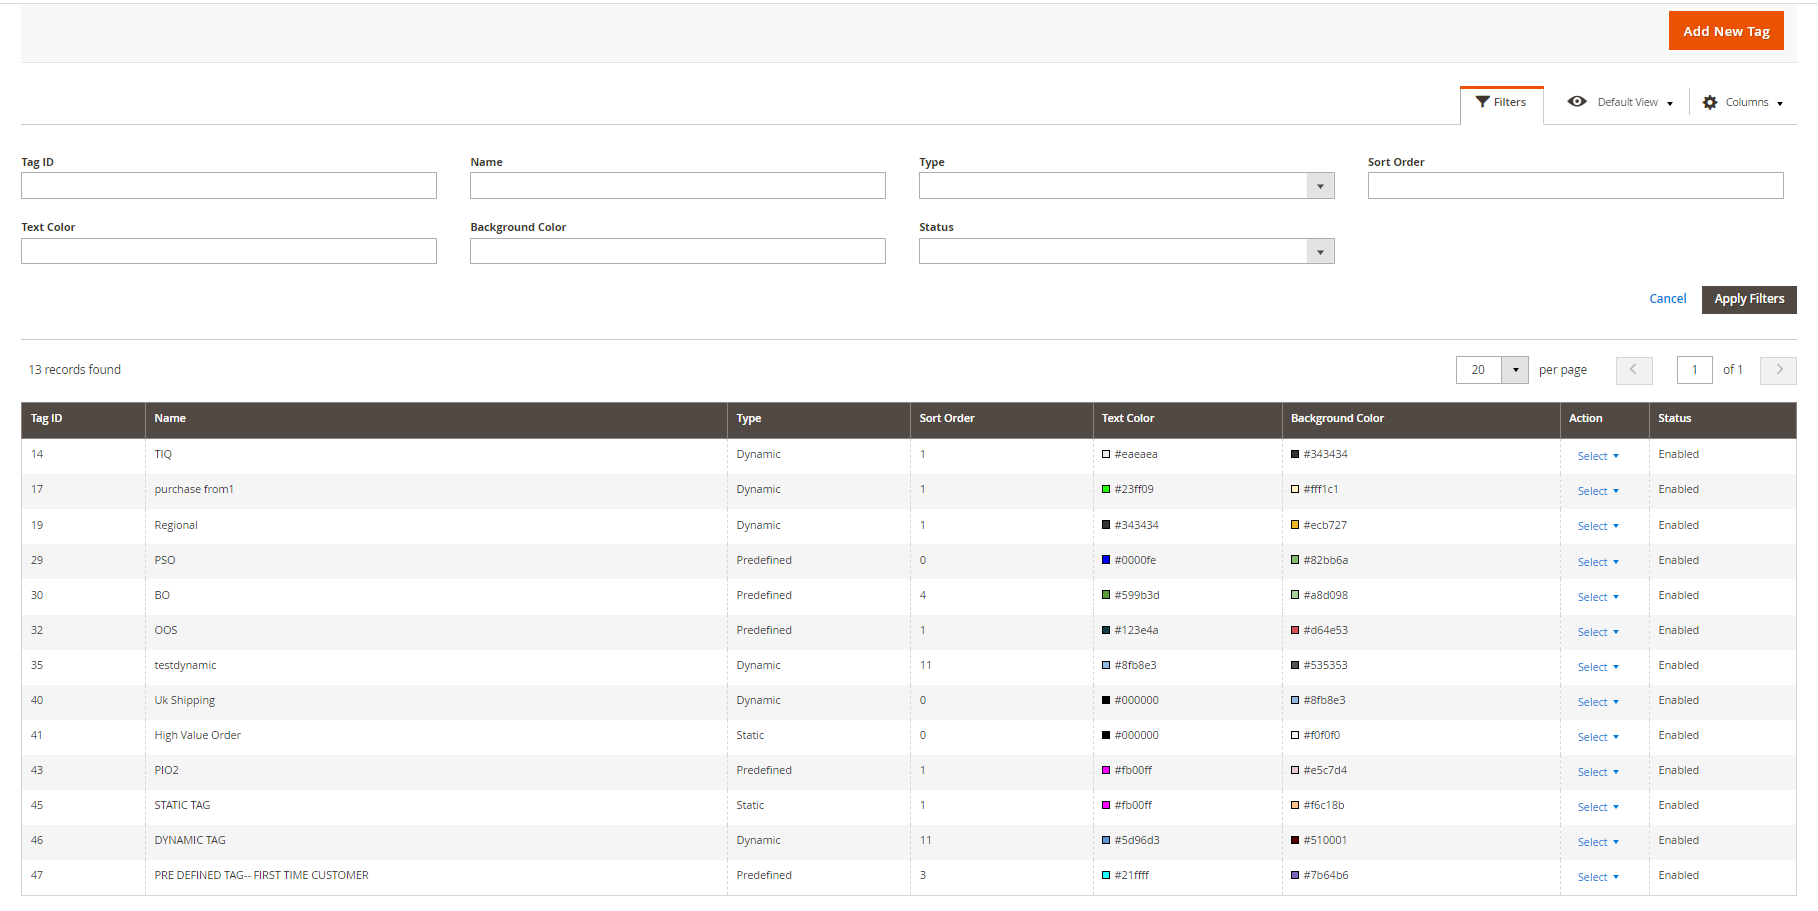 Add New Tag
Filters Default View Columns
Tag ID Name Type Sort Order
Text Color Background Color Status
Cancel Apply Filters
13 records found 20 per page 1 of 1
Tag ID Name Type Sort Order Text Color Background Color Action Status
14 TIQ Dynamic 1 #eaeaea #343434 Select Enabled
17 purchase from1 Dynamic 1 #23ff09 #fff1c1 Select Enabled
19 Regional Dynamic 1 #343434 #ecb727 Select Enabled
29 PSO Predefined 0 #0000fe #82bb6a Select Enabled
30 BO Predefined 4 #599b3d #a8d098 Select Enabled
32 OOS Predefined 1 #123e4a #d64e53 Select Enabled
35 testdynamic Dynamic 11 #8fb8e3 #535353 Select Enabled
40 Uk Shipping Dynamic 0 #000000 #8fb8e3 Select Enabled
41 High Value Order Static 0 #000000 #f0f0f0 Select Enabled
43 PIO2 Predefined 1 #fb00ff #e5c7d4 Select Enabled
45 STATIC TAG Static 1 #fb00ff #f6c18b Select Enabled
46 DYNAMIC TAG Dynamic 11 #5d96d3 #510001 Select Enabled
47 PRE DEFINED TAG-- FIRST TIME CUSTOMER Predefined 3 #21ffff #7b64b6 Select Enabled